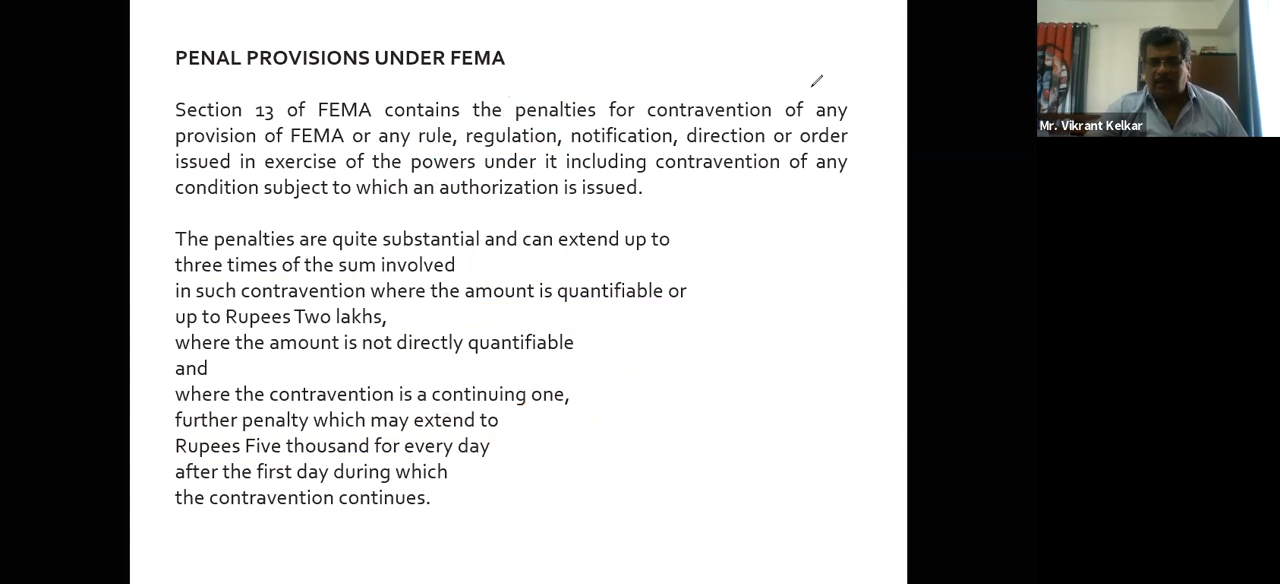 PENAL PROVISIONS UNDER FEMA
Section 13 of FEMA contains the penalties for contravention of any
provision of FEMA or any rule, regulation, notification, direction or order
issued in exercise of the powers under it including contravention of any
condition subject to which an authorization is issued.
The penalties are quite substantial and can extend up to
three times of the sum involved
in such contravention where the amount is quantifiable or
up to Rupees Two lakhs,
where the amount is not directly quantifiable
and
where the contravention is a continuing one,
further penalty which may extend to
Rupees Five thousand for every day
after the first day during which
the contravention continues.
Mr. Vikrant Kelkar